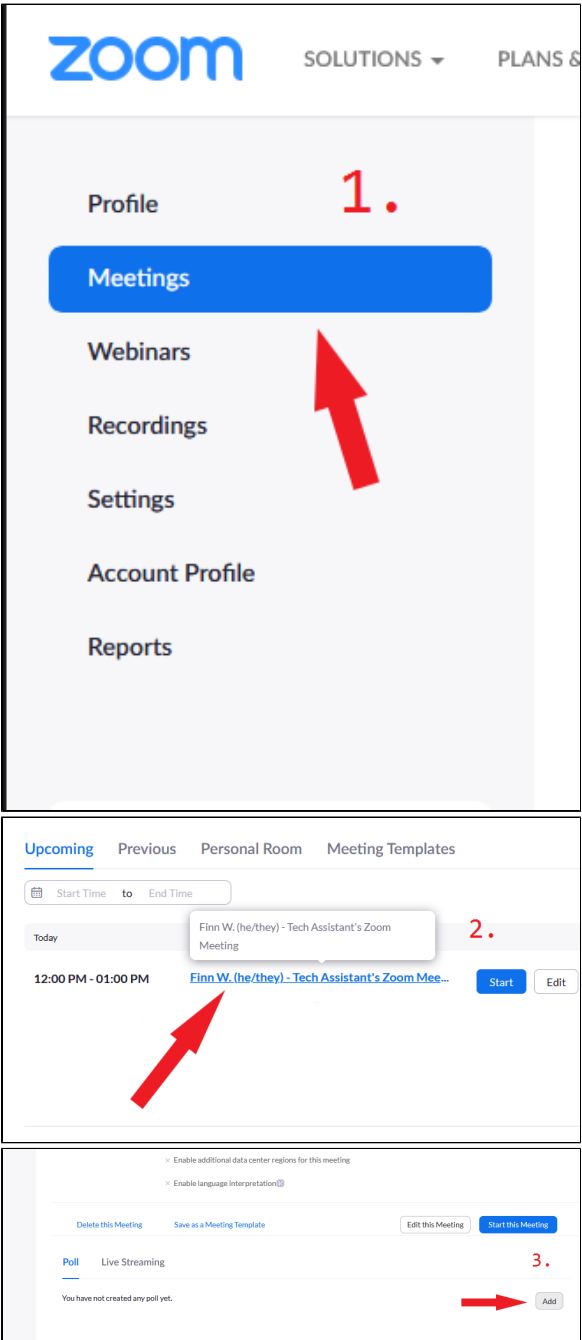 zoom SOLUTIONS PLANS &
1.
Profile
Meetings
Webinars
Recordings
Settings
Account Profile
Reports
Upcoming Previous Personal Room Meeting Templates
Start Time to End Time
Finn W. (he/they) - Tech Assistant's Zoom
Meeting
2.
Today
12:00 PM - 01:00 PM Finn W. (he/they) - Tech Assistant's Zoom Mee... Start Edit
× Enable additional data center regions for this meeting
× Enable language interpretation
Delete this Meeting Save as a Meeting Template Edit this Meeting Start this Meeting
Poll Live Streaming 3.
You have not created any poll yet. Add